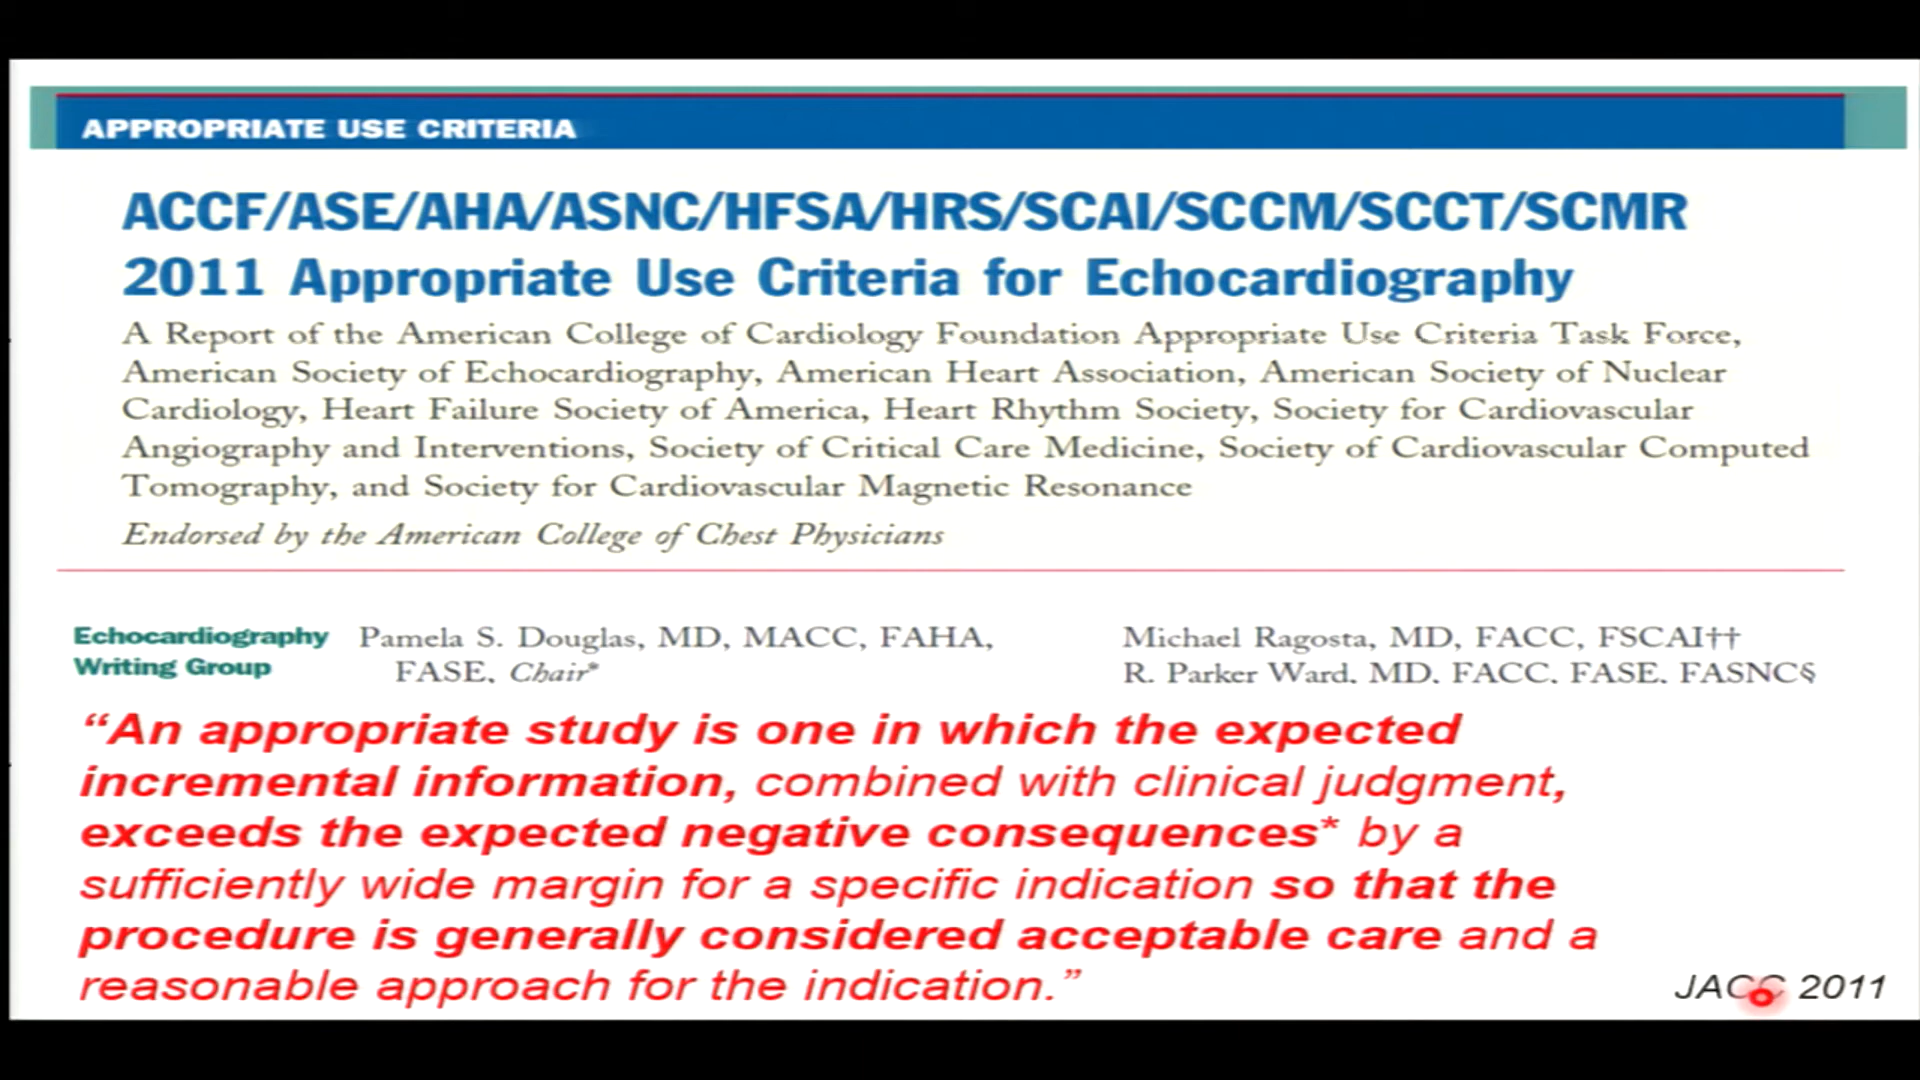 APPROPRIATE USE CRITERIA
ACCF/ASE/AHA/ASNC/HFSA/HRS/SCAI/SCCM/SCCT/SCMR
2011 Appropriate Use Criteria for Echocardiography
A Report of the American College of Cardiology Foundation Appropriate Use Criteria Task Force,
American Society of Echocardiography, American Heart Association, American Society of Nuclear
Cardiology, Heart Failure Society of America, Heart Rhythm Society, Society for Cardiovascular
Angiography and Interventions, Society of Critical Care Medicine, Society of Cardiovascular Computed
Tomography, and Society for Cardiovascular Magnetic Resonance
Endorsed by the American College of Chest Physicians
Echocardiography
Writing Group
Pamela S. Douglas, MD, MACC, FAHA,
FASE, Chair*
Michael Ragosta, MD, FACC, FSCAI††
R. Parker Ward, MD, FACC, FASE, FASNC§
“An appropriate study is one in which the expected
incremental information, combined with clinical judgment,
exceeds the expected negative consequences* by a
sufficiently wide margin for a specific indication so that the
procedure is generally considered acceptable care and a
reasonable approach for the indication.”
JACC 2011